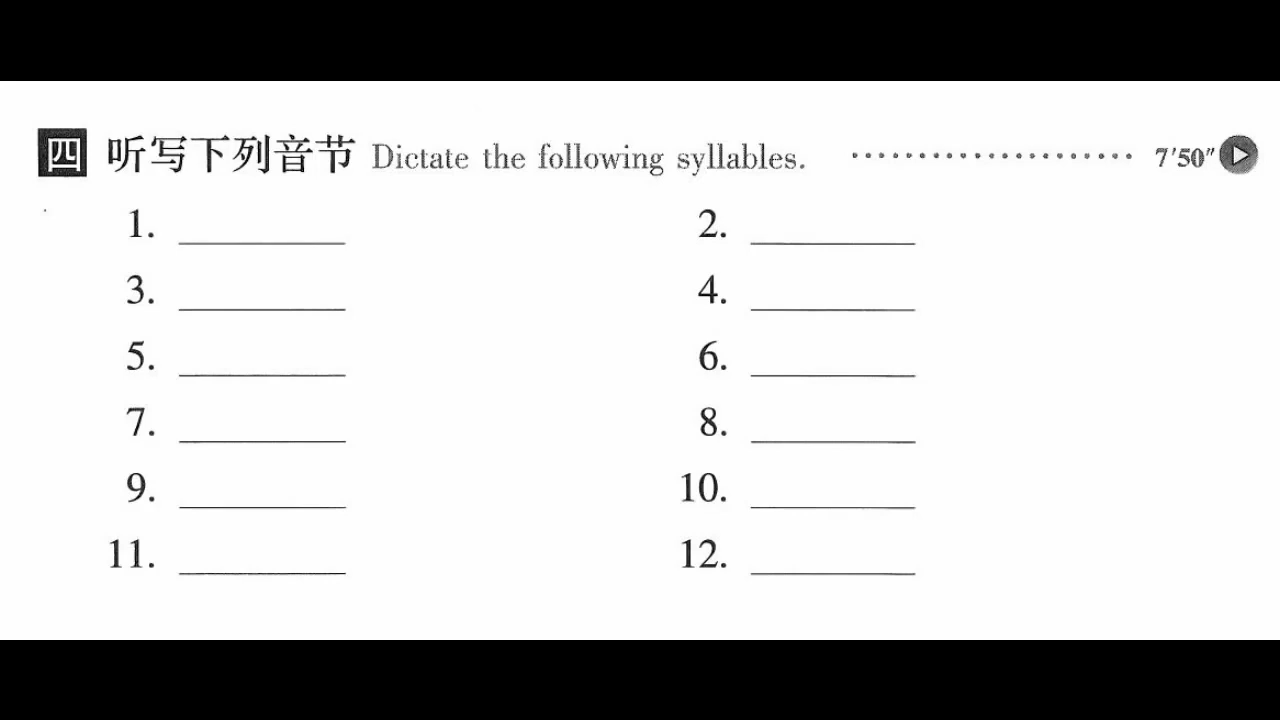 四 听写下列音节 Dictate the following syllables. ····················· 7′50″
1. ________ 2. ________
3. ________ 4. ________
5. ________ 6. ________
7. ________ 8. ________
9. ________ 10. ________
11. ________ 12. ________